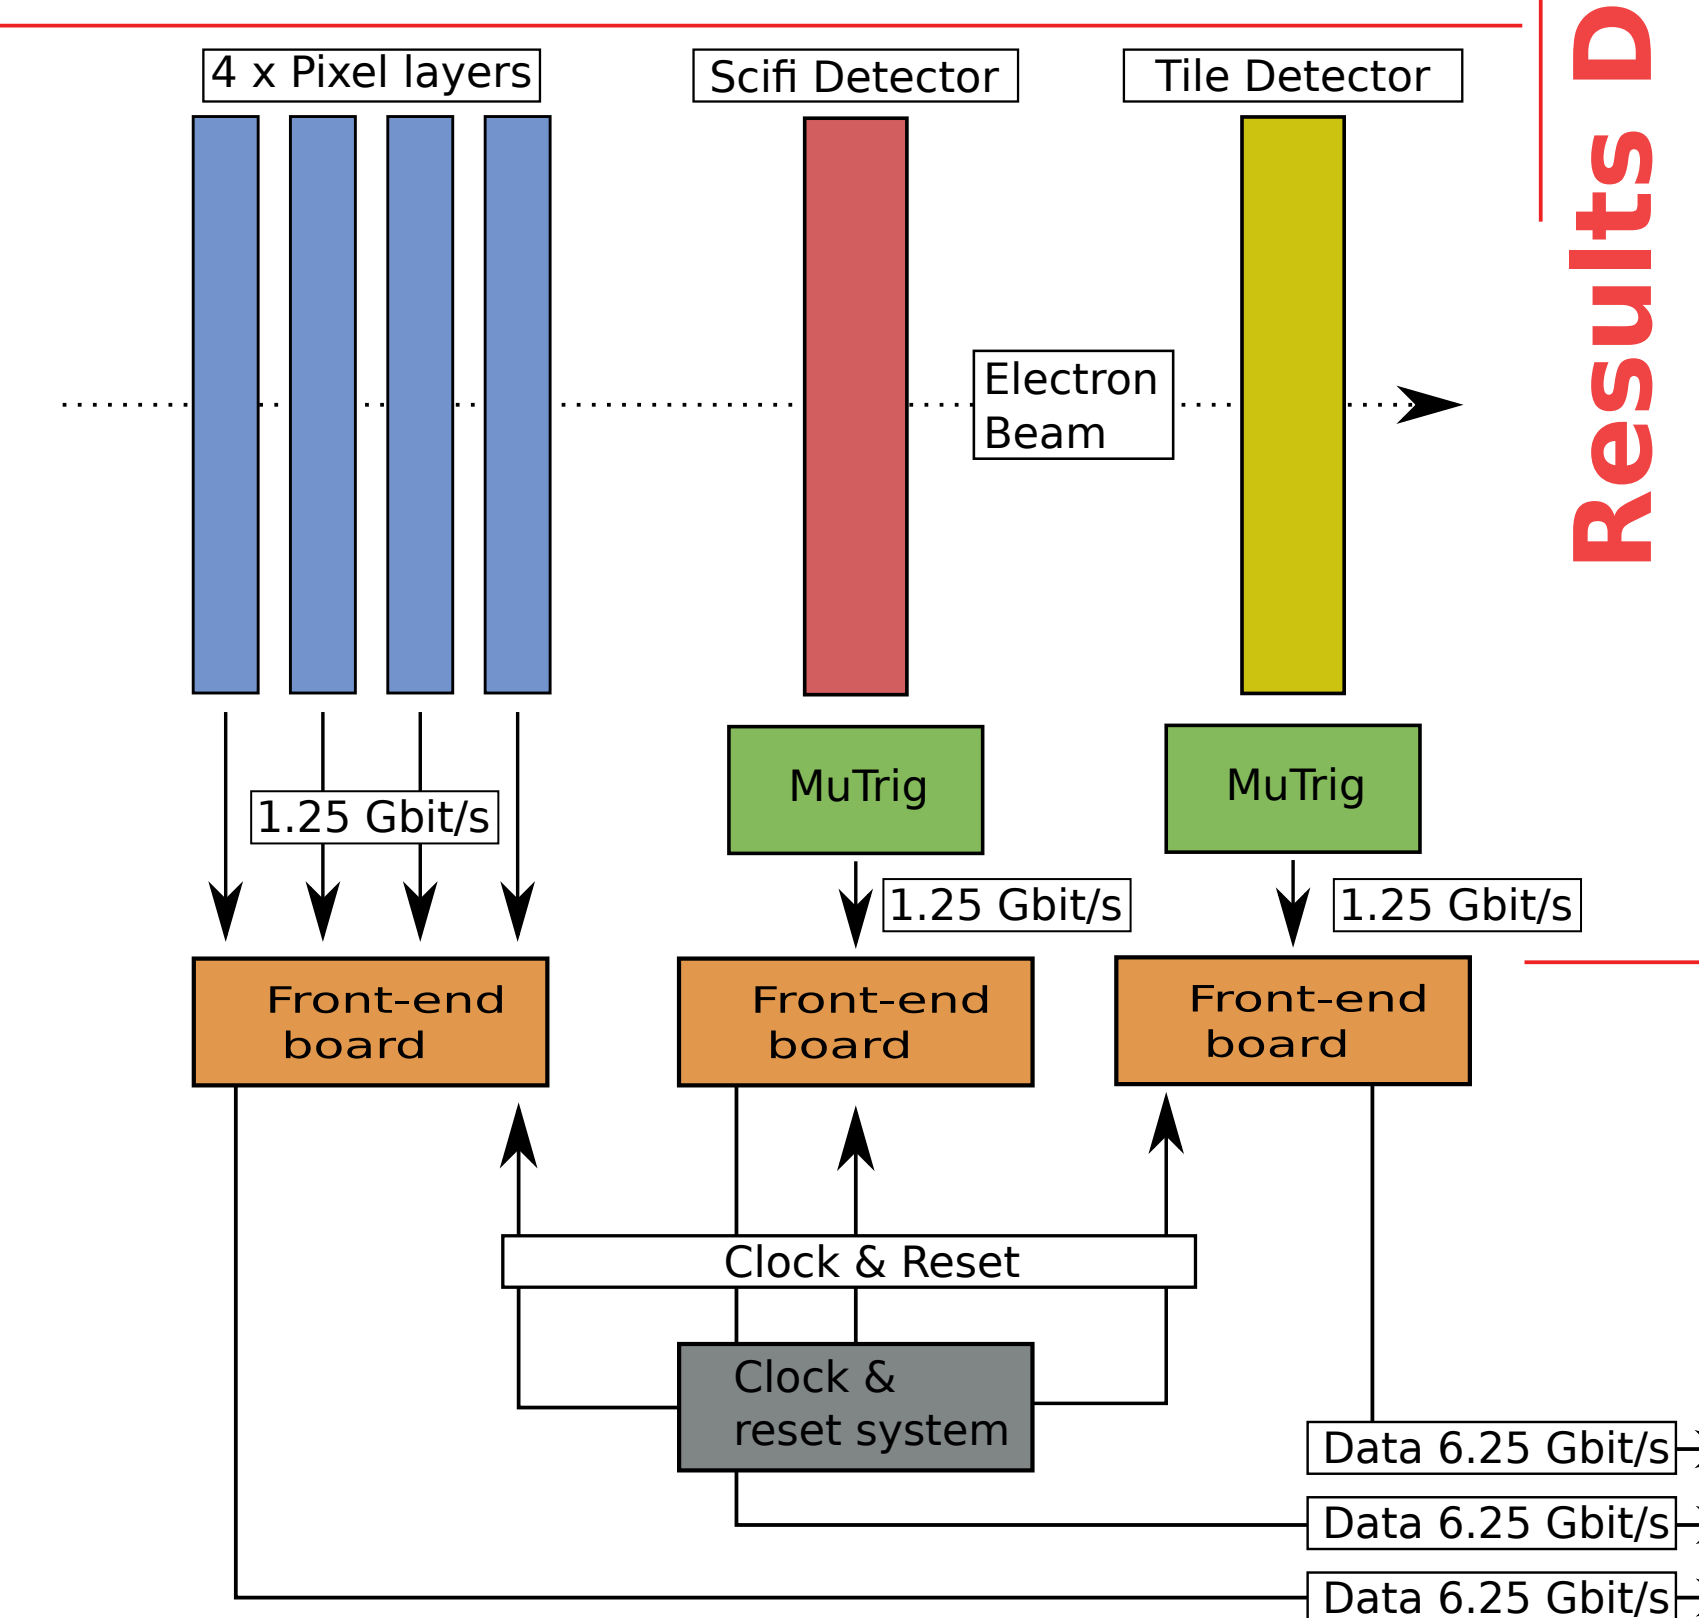 4 x Pixel layers
Scifi Detector
Tile Detector
Results D
Electron
Beam
MuTrig
MuTrig
1.25 Gbit/s
1.25 Gbit/s
1.25 Gbit/s
Front-end
board
Front-end
board
Front-end
board
Clock & Reset
Clock &
reset system
Data 6.25 Gbit/s
Data 6.25 Gbit/s
Data 6.25 Gbit/s